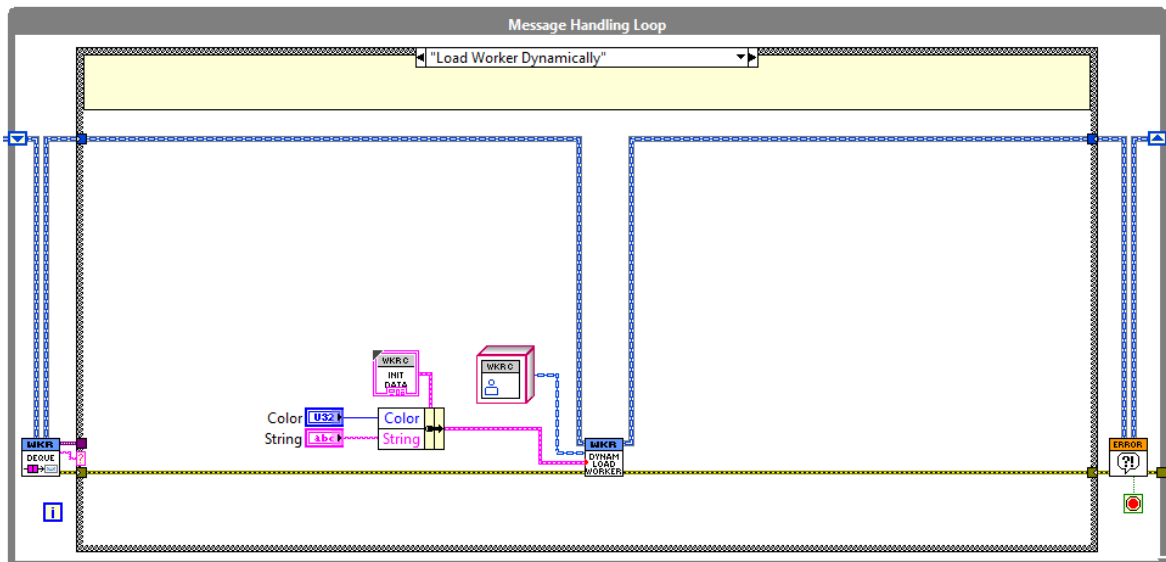 Message Handling Loop
"Load Worker Dynamically"
WKR C
INIT
DATA
WKR C
Color U32 Color
String abc String
WKR
DEQUE
?
WKR
DYNAM
LOAD
WORKER
ERROR
?!
i